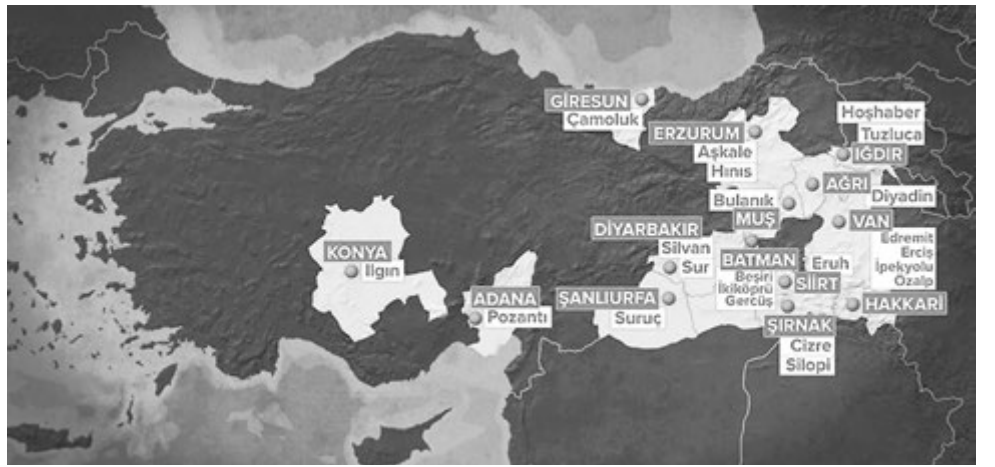 GİRESUN
Çamoluk
ERZURUM
Aşkale
Hınıs
Hoşhaber
Tuzluca
IĞDIR
AĞRI
Diyadin
Bulanık
MUŞ
VAN
Edremit
Erciş
İpekyolu
Özalp
DİYARBAKIR
Silvan
Sur
BATMAN
Beşiri
İkiköprü
Gercüş
Eruh
SİİRT
KONYA
Ilgın
ADANA
Pozantı
ŞANLIURFA
Suruç
HAKKARİ
ŞIRNAK
Cizre
Silopi